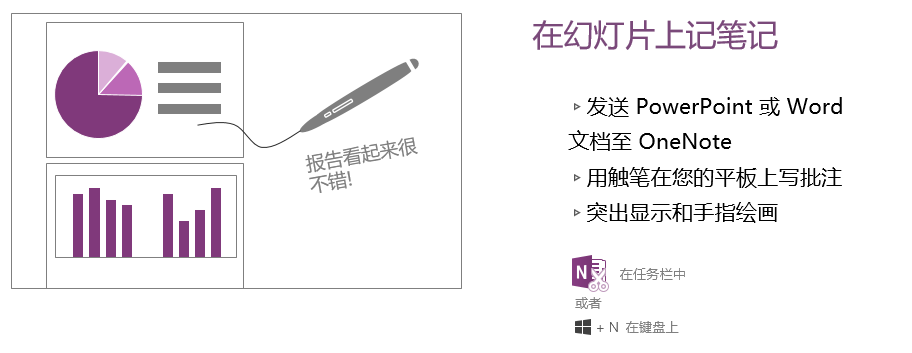 在幻灯片上记笔记
报告看起来很
不错!
发送 PowerPoint 或 Word
文档至 OneNote
用触笔在您的平板上写批注
突出显示和手指绘画
N 在任务栏中
或者
+ N 在键盘上